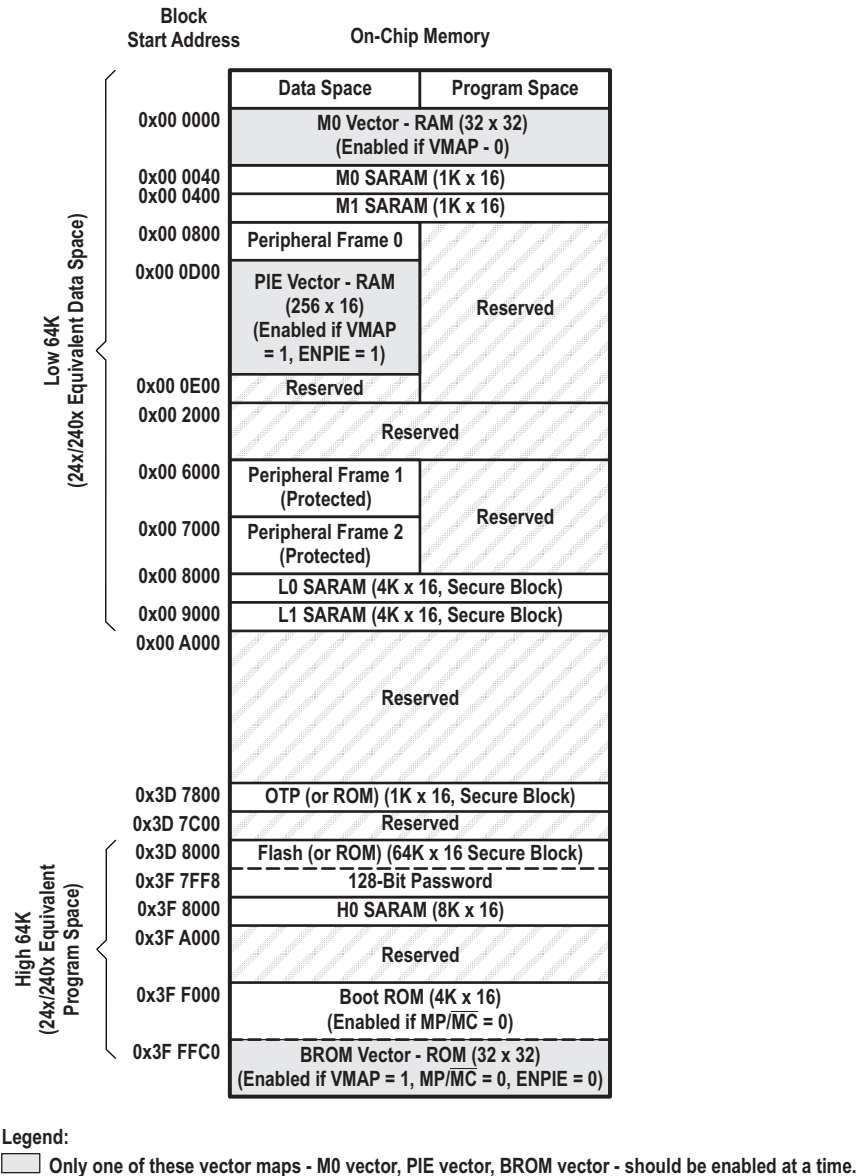 Block
Start Address
On-Chip Memory
Data Space
Program Space
0x00 0000
M0 Vector - RAM (32 x 32)
(Enabled if VMAP - 0)
0x00 0040
M0 SARAM (1K x 16)
0x00 0400
M1 SARAM (1K x 16)
0x00 0800
Peripheral Frame 0
0x00 0D00
PIE Vector - RAM
(256 x 16)
(Enabled if VMAP
= 1, ENPIE = 1)
Reserved
0x00 0E00
Reserved
0x00 2000
Reserved
0x00 6000
Peripheral Frame 1
(Protected)
Reserved
0x00 7000
Peripheral Frame 2
(Protected)
0x00 8000
L0 SARAM (4K x 16, Secure Block)
0x00 9000
L1 SARAM (4K x 16, Secure Block)
0x00 A000
Reserved
Low 64K
(24x/240x Equivalent Data Space)
0x3D 7800
OTP (or ROM) (1K x 16, Secure Block)
0x3D 7C00
Reserved
0x3D 8000
Flash (or ROM) (64K x 16 Secure Block)
0x3F 7FF8
128-Bit Password
0x3F 8000
H0 SARAM (8K x 16)
0x3F A000
Reserved
0x3F F000
Boot ROM (4K x 16)
(Enabled if MP/MC = 0)
0x3F FFC0
BROM Vector - ROM (32 x 32)
(Enabled if VMAP = 1, MP/MC = 0, ENPIE = 0)
High 64K
(24x/240x Equivalent
Program Space)
Legend:
Only one of these vector maps - M0 vector, PIE vector, BROM vector - should be enabled at a time.